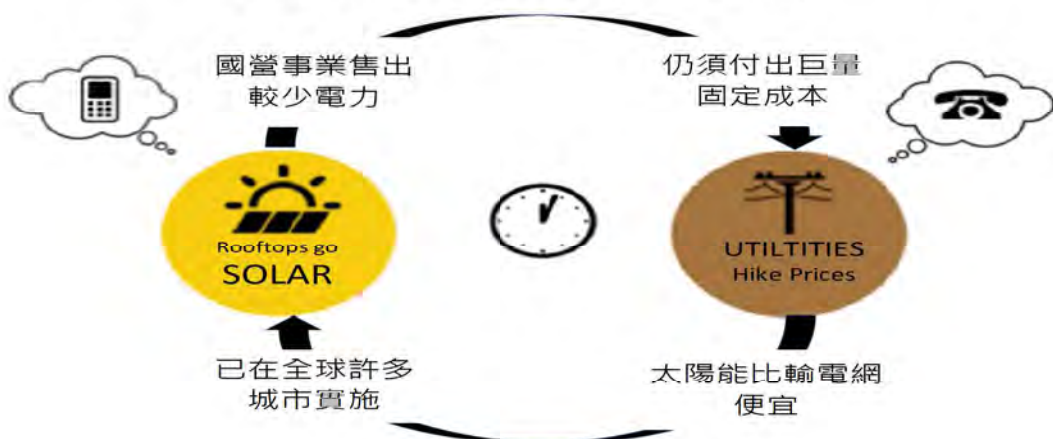 國營事業售出
較少電力
仍須付出巨量
固定成本
Rooftops go
SOLAR
UTILTITIES
Hike Prices
已在全球許多
城市實施
太陽能比輸電網
便宜